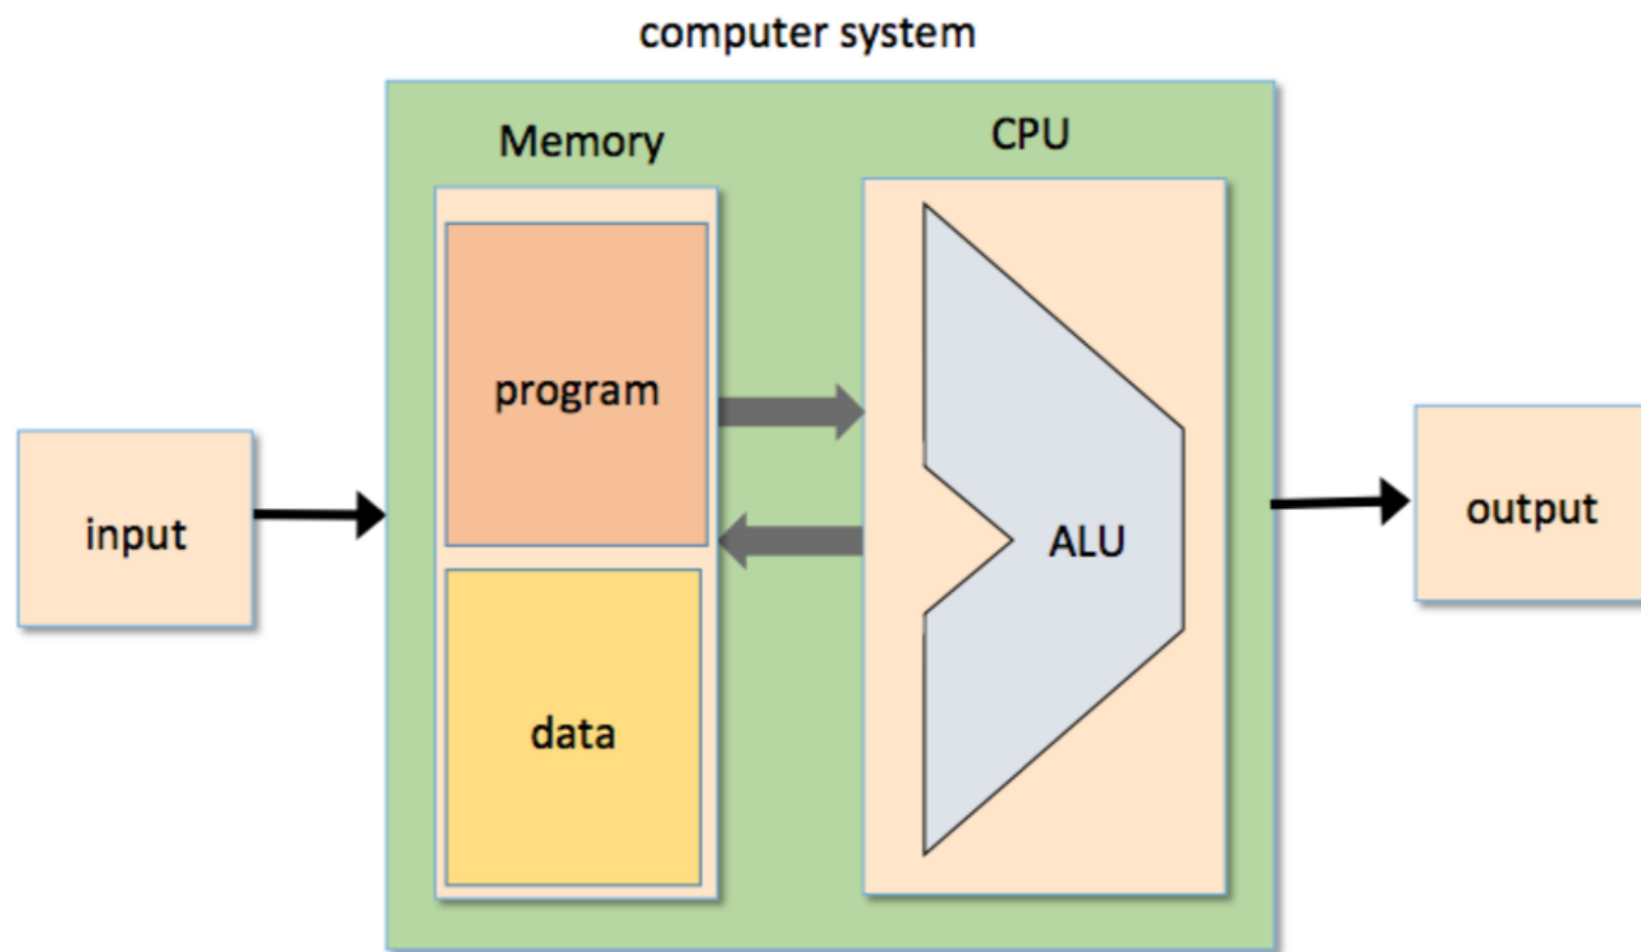 computer system
Memory
CPU
program
input
ALU
output
data